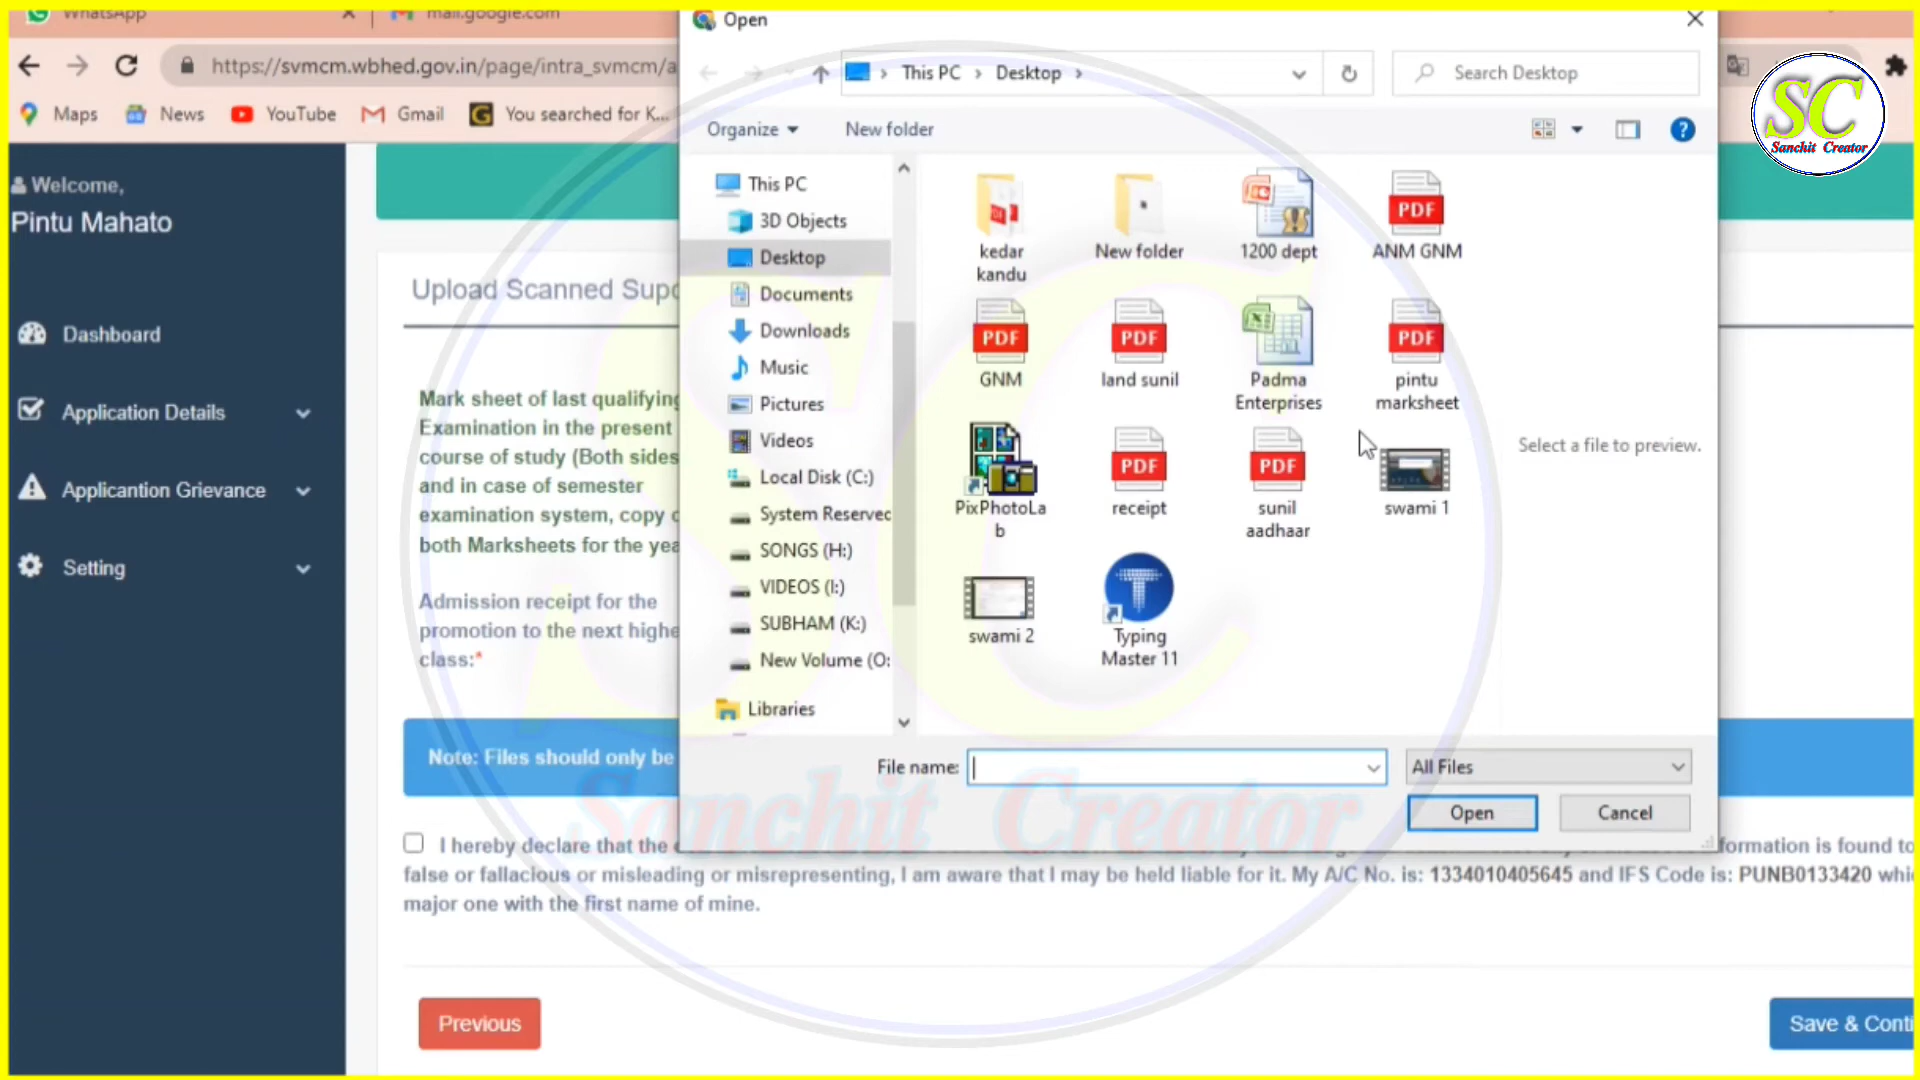 WhatsApp
mail.google.com
Open
https://svmcm.wbhed.gov.in/page/intra_svmcm/a
This PC
Desktop
Search Desktop
Maps
News
YouTube
Gmail
You searched for K...
SC
Sanchit Creator
Organize
New folder
?
Welcome,
Pintu Mahato
Dashboard
Application Details
Applicantion Grievance
Setting
Upload Scanned Supp
Mark sheet of last qualifying
Examination in the present
course of study (Both sides
and in case of semester
examination system, copy o
both Marksheets for the yea
Admission receipt for the
promotion to the next highe
class:*
Note: Files should only be
This PC
3D Objects
Desktop
Documents
Downloads
Music
Pictures
Videos
Local Disk (C:)
System Reserved
SONGS (H:)
VIDEOS (I:)
SUBHAM (K:)
New Volume (O:
Libraries
kedar
kandu
New folder
1200 dept
PDF
ANM GNM
PDF
GNM
PDF
land sunil
Padma
Enterprises
PDF
pintu
marksheet
PixPhotoLa
b
PDF
receipt
PDF
sunil
aadhaar
swami 1
swami 2
Typing
Master 11
Select a file to preview.
File name:
All Files
Open
Cancel
SC
Sanchit Creator
I hereby declare that the
formation is found to
false or fallacious or misleading or misrepresenting, I am aware that I may be held liable for it. My A/C No. is: 1334010405645 and IFS Code is: PUNB0133420 whi
major one with the first name of mine.
Previous
Save & Conti